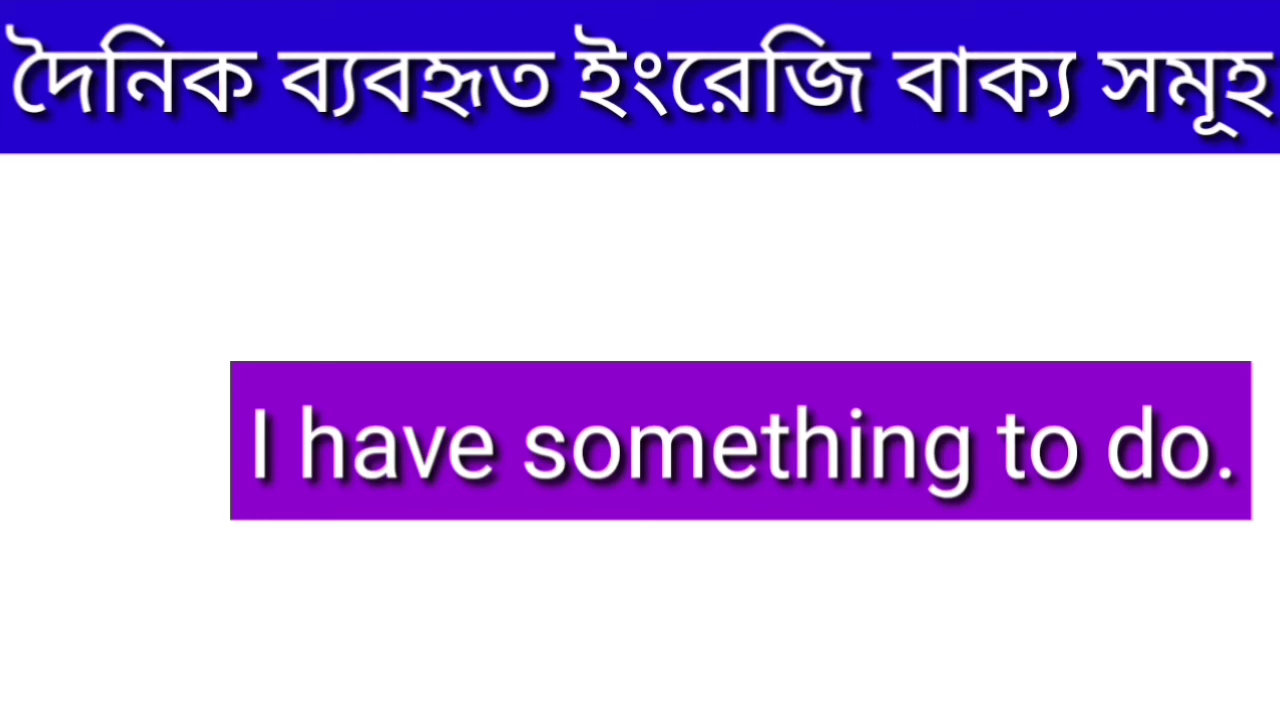 দৈনিক ব্যবহৃত ইংরেজি বাক্য সমূহ
I have something to do.